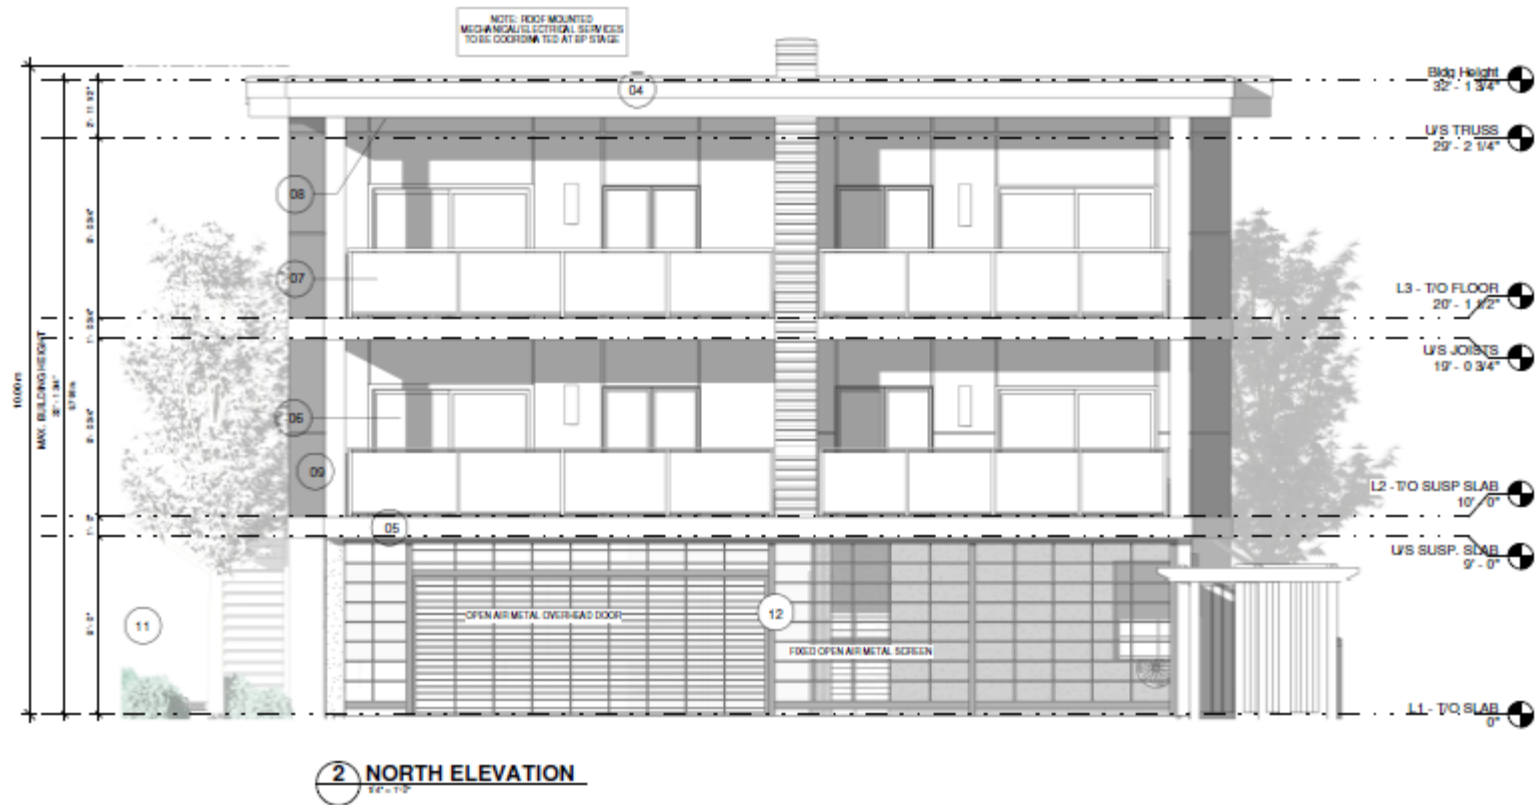 NOTE: ROOF MOUNTED
MECHANICAL/ELECTRICAL SERVICES
TO BE COORDINATED AT BP STAGE
04
Bldg Height
32' - 1 3/4"
U/S TRUSS
29' - 2 1/4"
08
07
L3 - T/O FLOOR
20' - 1 1/2"
U/S JOISTS
19' - 0 3/4"
10.00 m
MAX. BUILDING HEIGHT
06
09
L2 - T/O SUSP SLAB
10' 0"
05
U/S SUSP. SLAB
9' - 0"
11
OPEN AIR METAL OVERHEAD DOOR
12
FIXED OPEN AIR METAL SCREEN
L1 - T/O SLAB
0"
2 NORTH ELEVATION